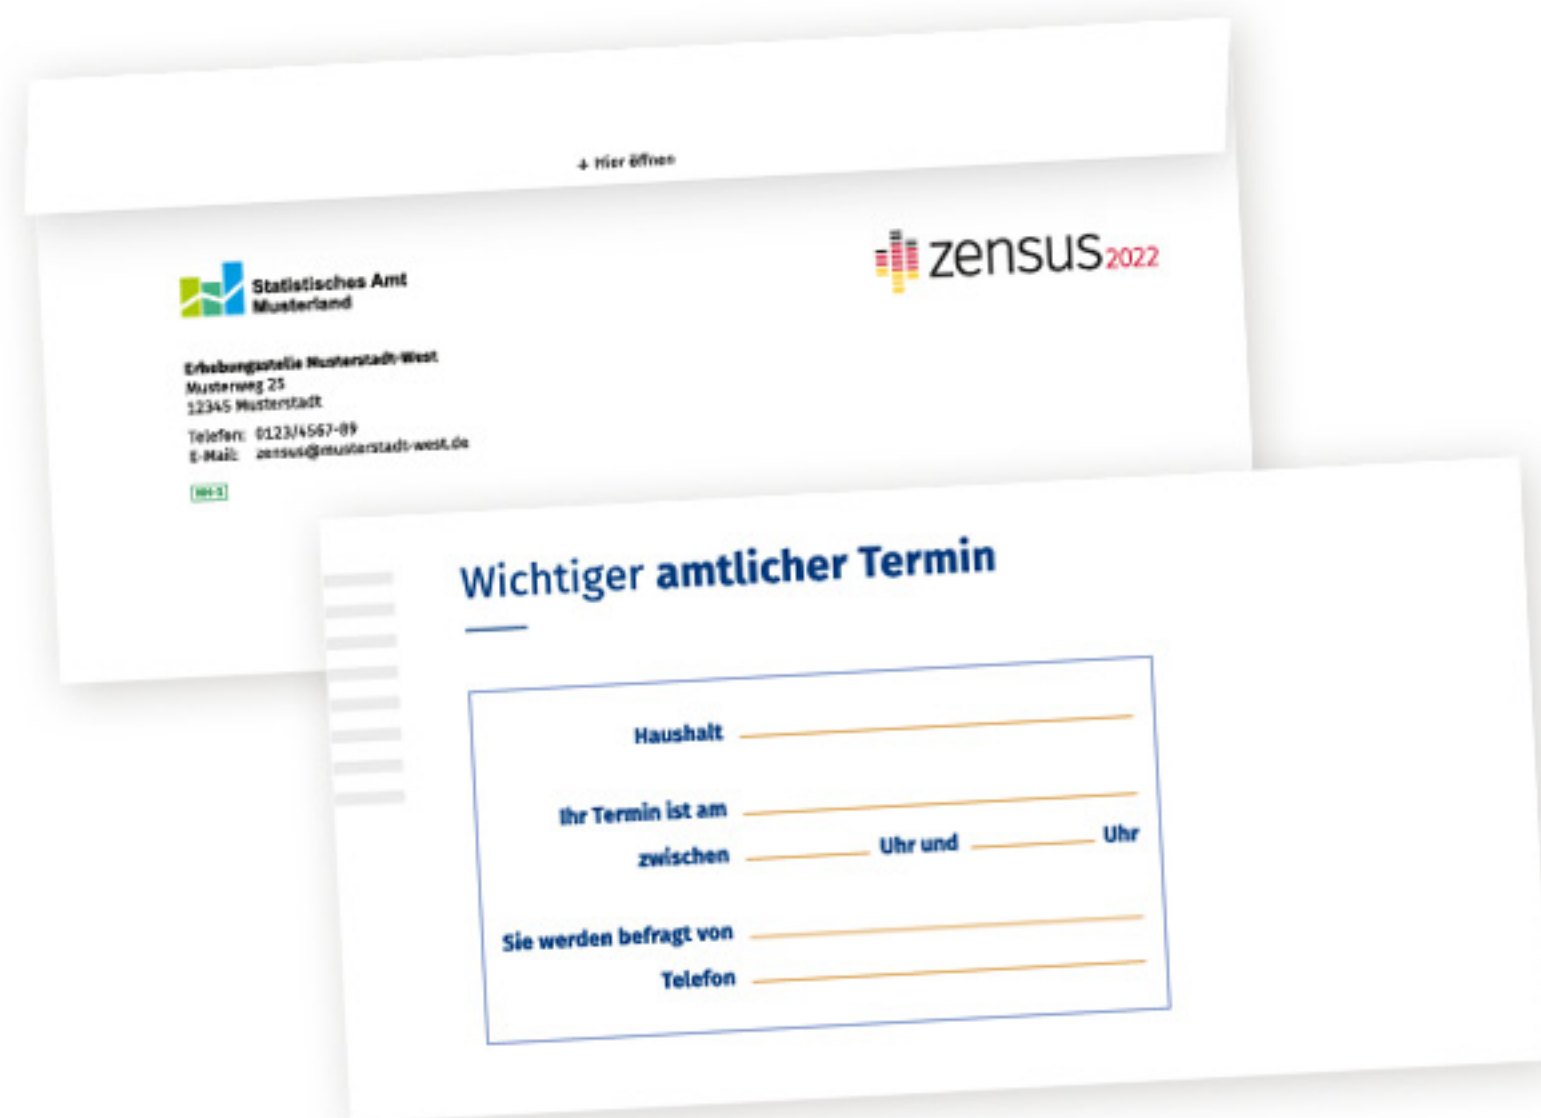 ↓ Hier öffnen
Statistisches Amt
Musterland
zensus2022
Erhebungsstelle Musterstadt-West
Musterweg 25
12345 Musterstadt
Telefon: 0123/4567-89
E-Mail: zensus@musterstadt-west.de
Wichtiger amtlicher Termin
Haushalt
Ihr Termin ist am
zwischen Uhr und Uhr
Sie werden befragt von
Telefon